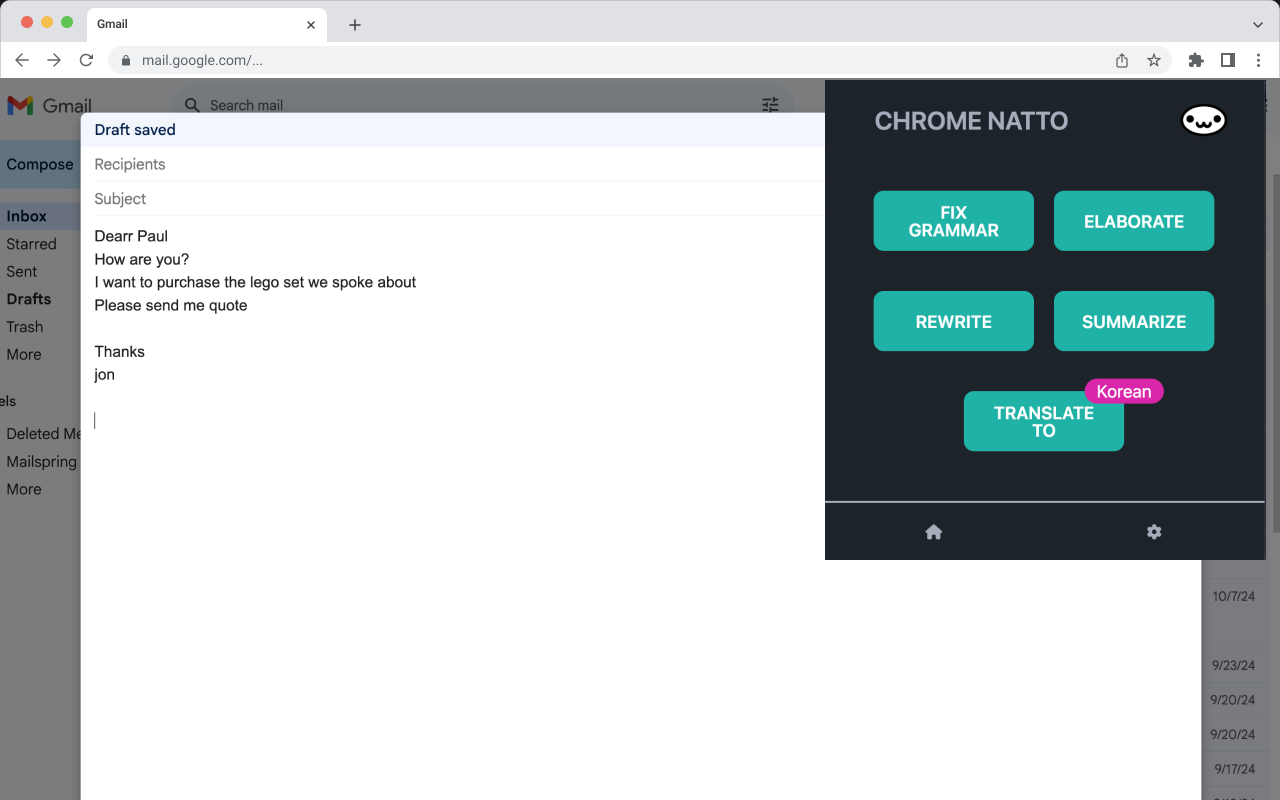 Gmail
mail.google.com/...
Gmail
Search mail
Compose
Inbox
Starred
Sent
Drafts
Trash
More
els
Deleted Me
Mailspring
More
Draft saved
Recipients
Subject
Dearr Paul
How are you?
I want to purchase the lego set we spoke about
Please send me quote
Thanks
jon
CHROME NATTO
FIX
GRAMMAR
ELABORATE
REWRITE
SUMMARIZE
Korean
TRANSLATE
TO
10/7/24
9/23/24
9/20/24
9/20/24
9/17/24